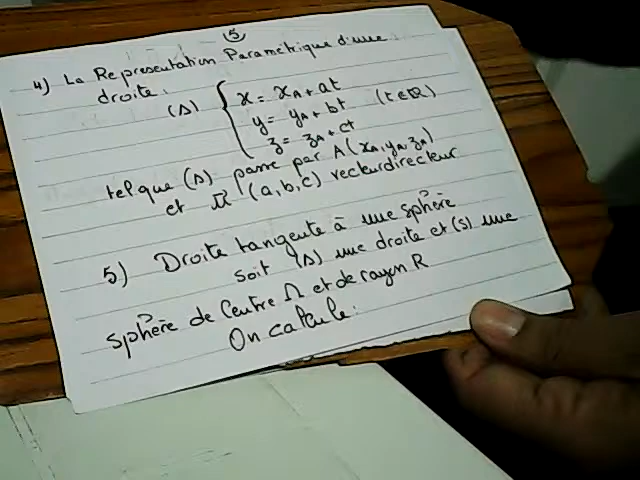 5
4) La Representation Parametrique d'une
droite.
(Δ) { x = xA + at
y = yA + bt (t ∈ ℝ)
z = zA + ct
tel que (Δ) passe par A(xA, yA, zA)
et u⃗ (a, b, c) vecteur directeur
5) Droite tangente à une sphère
soit (Δ) une droite et (S) une
sphère de Centre Ω et de rayon R
On calcule: